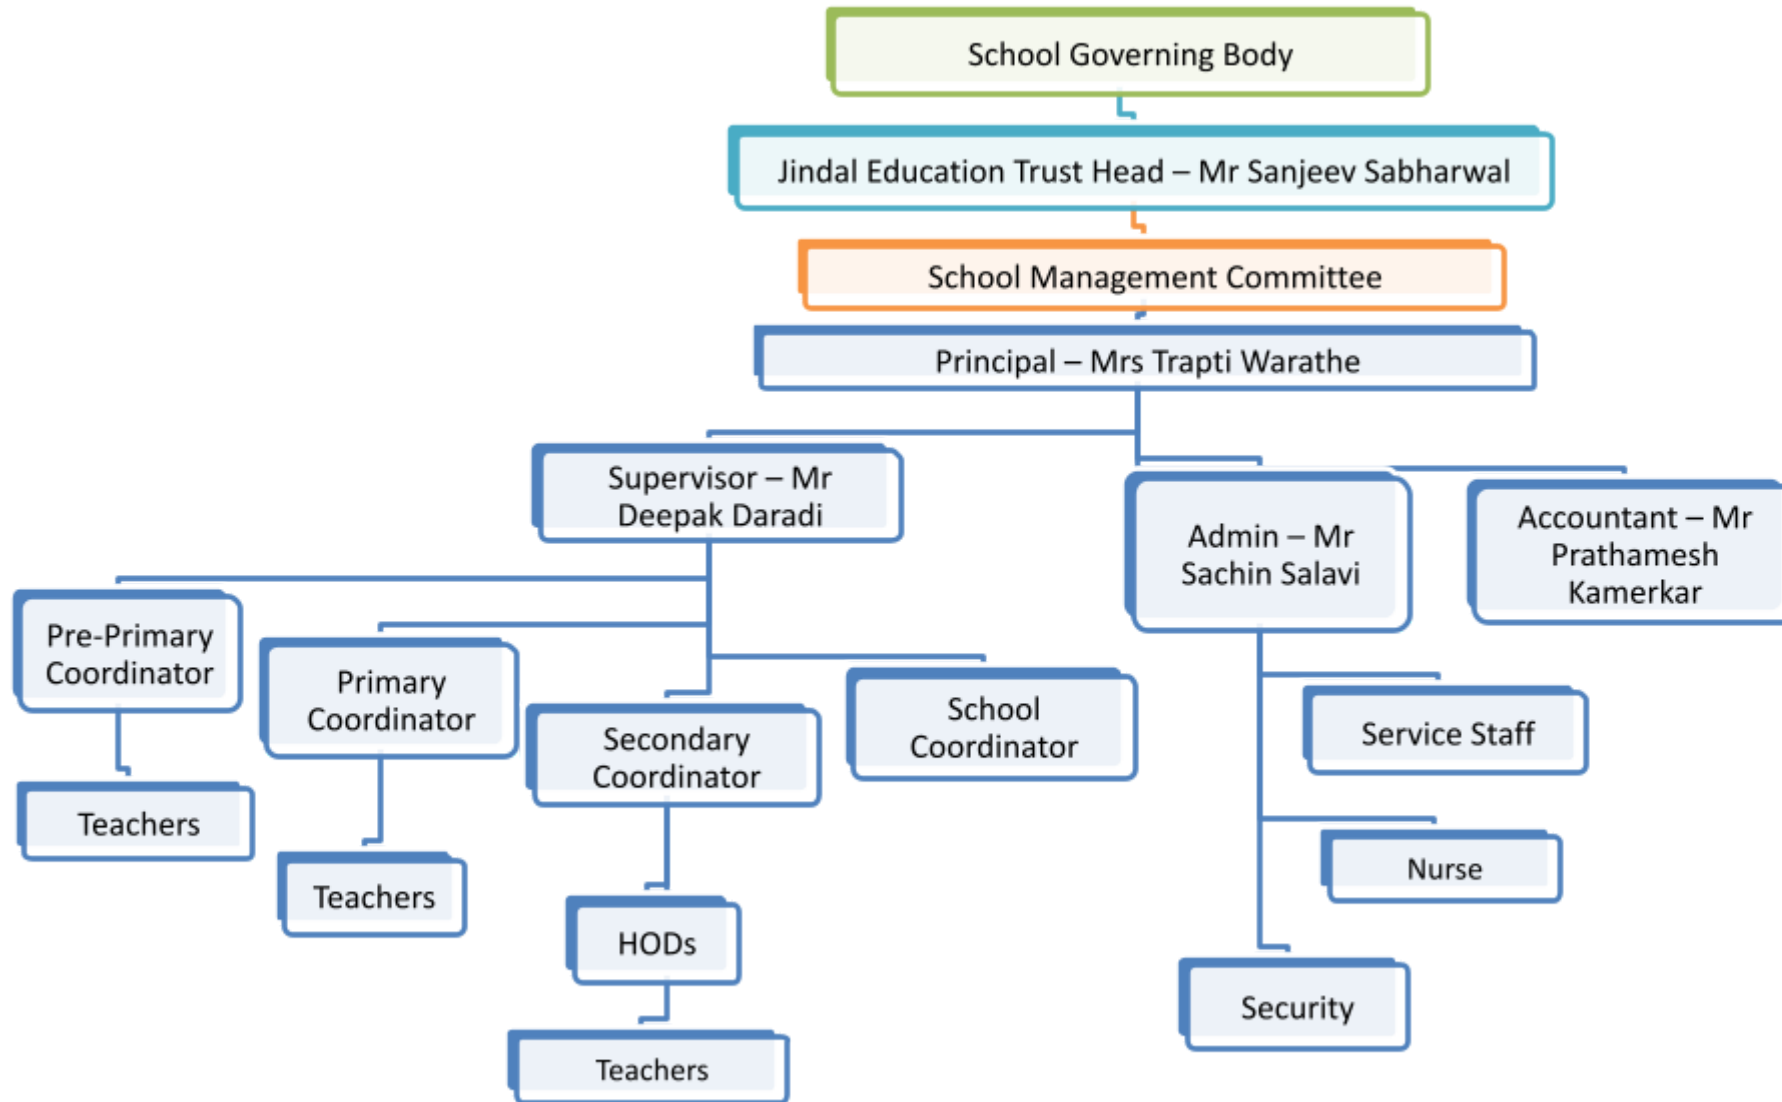 School Governing Body
Jindal Education Trust Head – Mr Sanjeev Sabharwal
School Management Committee
Principal – Mrs Trapti Warathe
Supervisor – Mr
Deepak Daradi
Admin – Mr
Sachin Salavi
Accountant – Mr
Prathamesh
Kamerkar
Pre-Primary
Coordinator
Primary
Coordinator
Secondary
Coordinator
School
Coordinator
Service Staff
Teachers
Teachers
Nurse
HODs
Security
Teachers